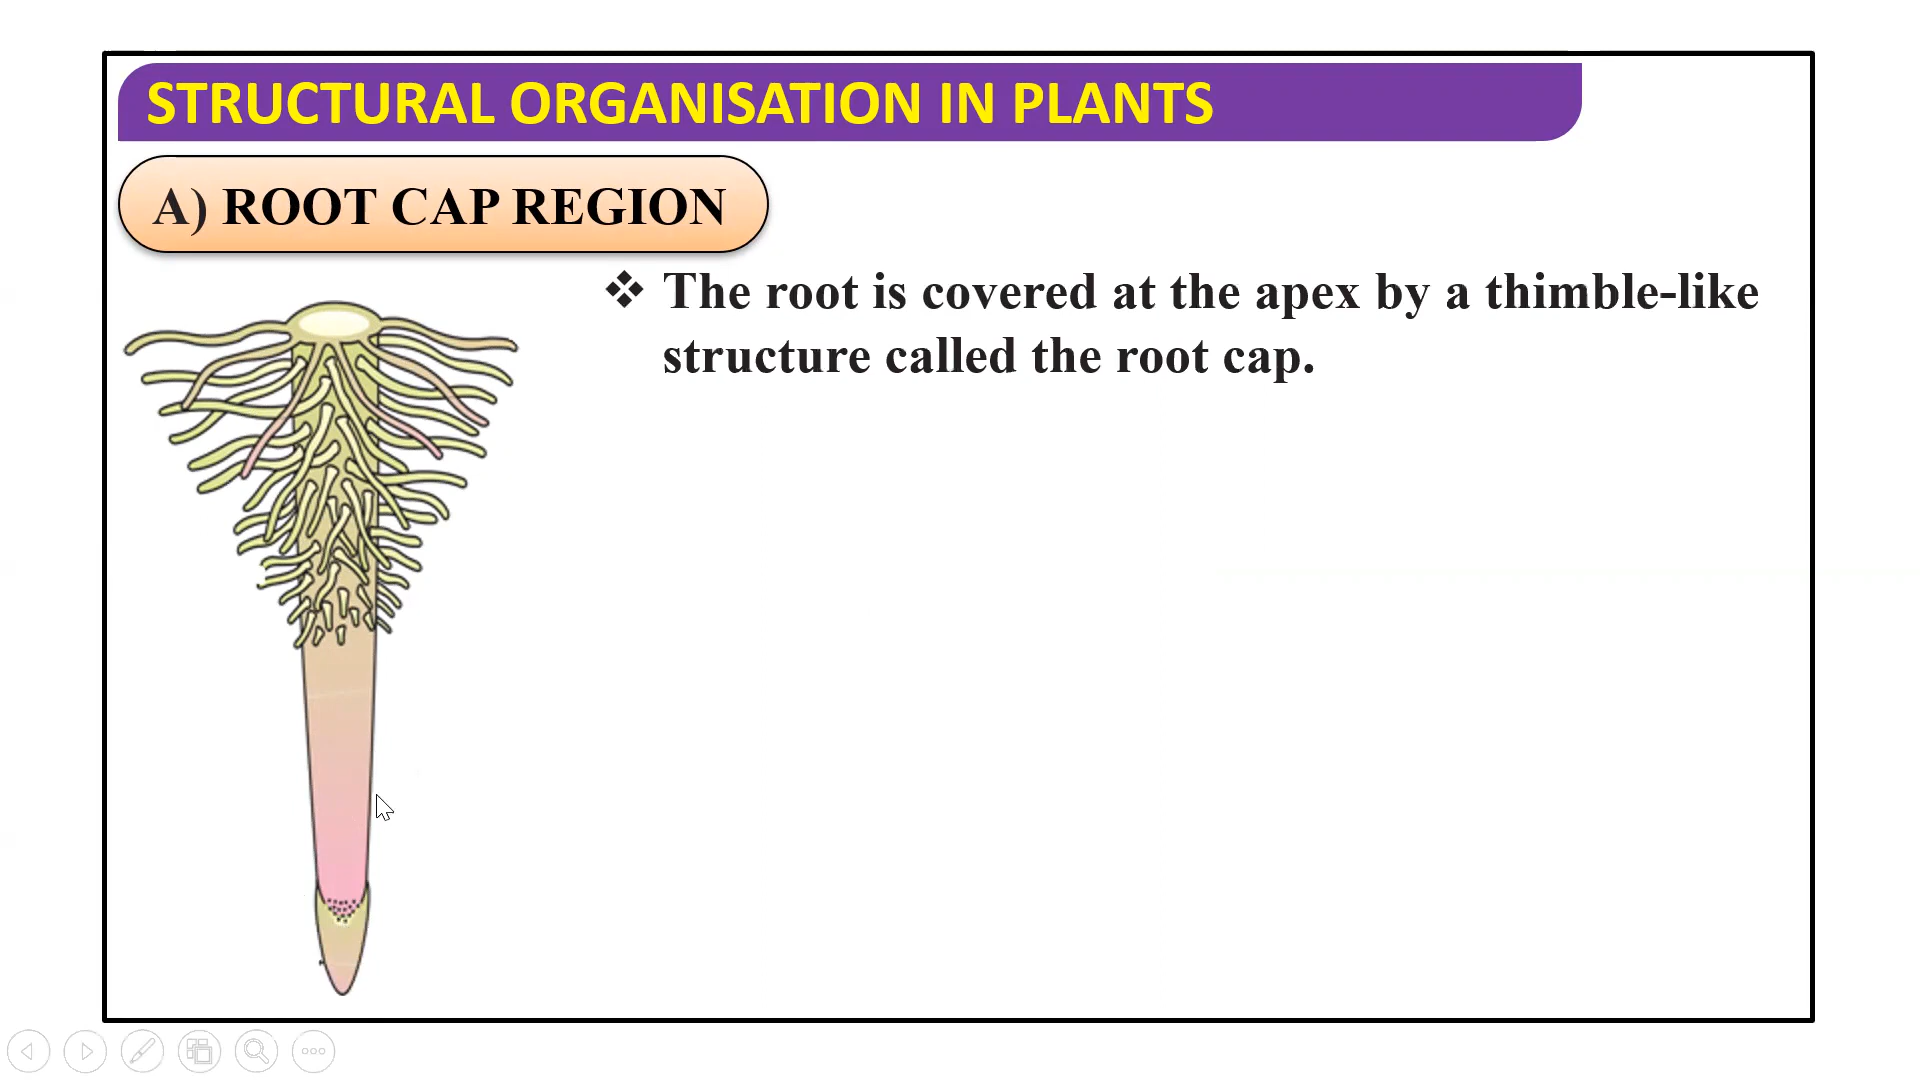 STRUCTURAL ORGANISATION IN PLANTS
A) ROOT CAP REGION
❖ The root is covered at the apex by a thimble-like
structure called the root cap.